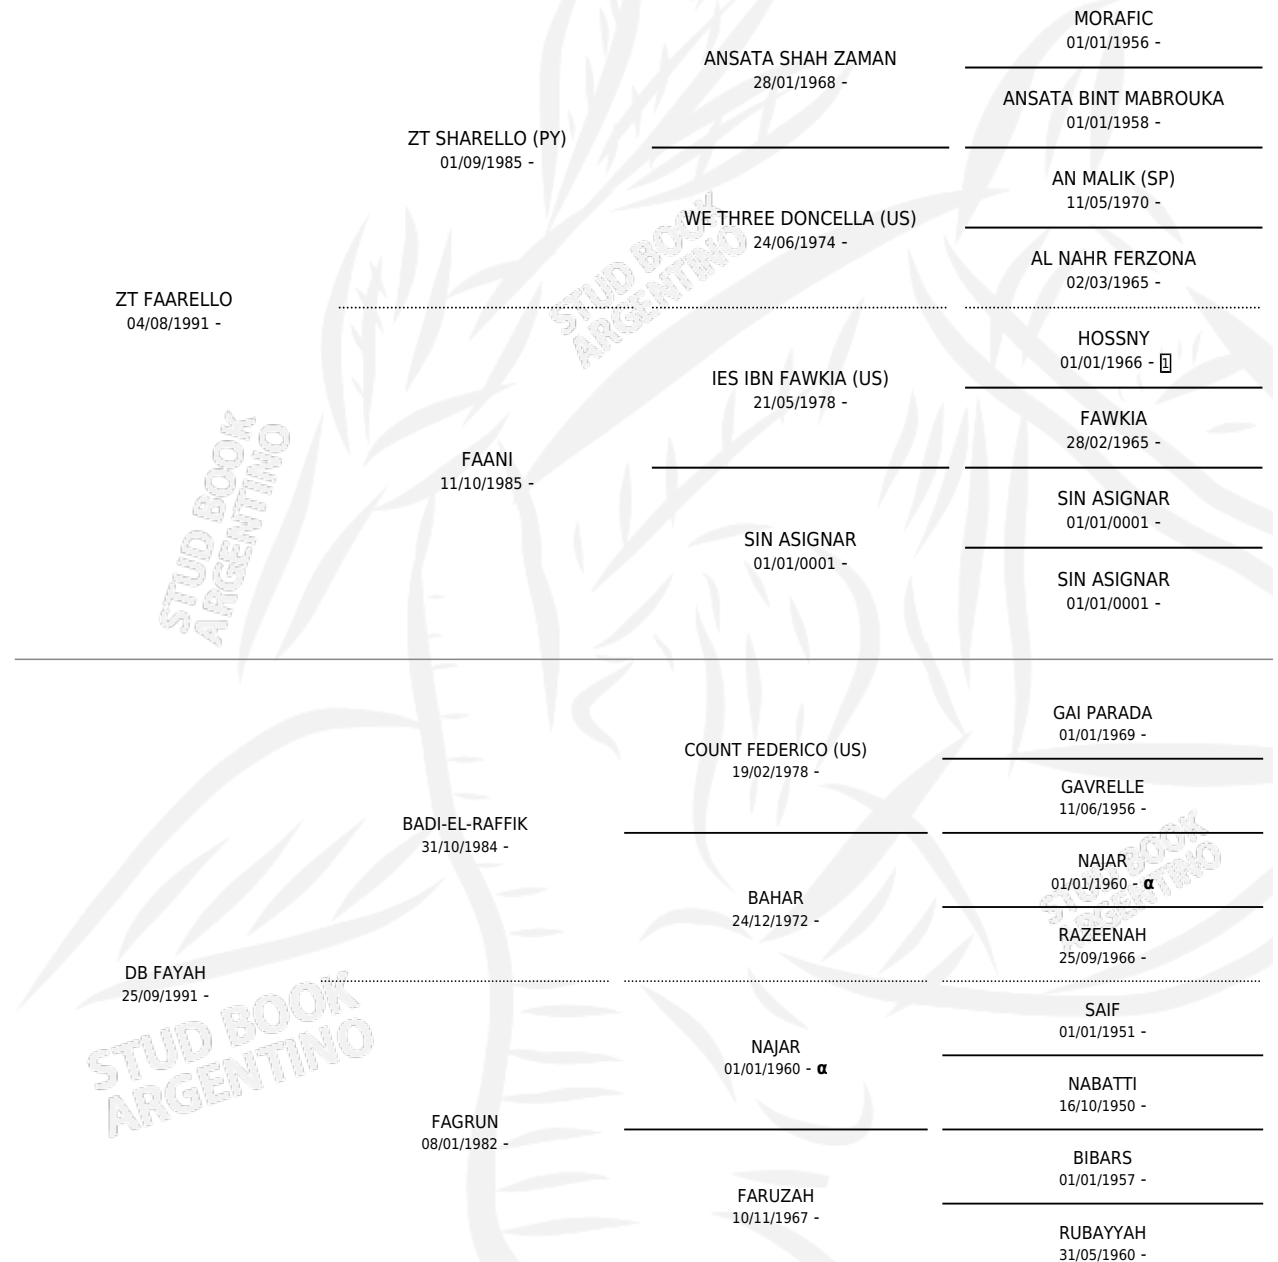 MORAFIC
01/01/1956 -
ANSATA SHAH ZAMAN
28/01/1968 -
ANSATA BINT MABROUKA
01/01/1958 -
ZT SHARELLO (PY)
01/09/1985 -
AN MALIK (SP)
11/05/1970 -
WE THREE DONCELLA (US)
24/06/1974 -
AL NAHR FERZONA
02/03/1965 -
ZT FAARELLO
04/08/1991 -
HOSSNY
01/01/1966 - 1
IES IBN FAWKIA (US)
21/05/1978 -
FAWKIA
28/02/1965 -
FAANI
11/10/1985 -
SIN ASIGNAR
01/01/0001 -
SIN ASIGNAR
01/01/0001 -
SIN ASIGNAR
01/01/0001 -
GAI PARADA
01/01/1969 -
COUNT FEDERICO (US)
19/02/1978 -
GAVRELLE
11/06/1956 -
BADI-EL-RAFFIK
31/10/1984 -
NAJAR
01/01/1960 - α
BAHAR
24/12/1972 -
RAZEENAH
25/09/1966 -
DB FAYAH
25/09/1991 -
SAIF
01/01/1951 -
NAJAR
01/01/1960 - α
NABATTI
16/10/1950 -
FAGRUN
08/01/1982 -
BIBARS
01/01/1957 -
FARUZAH
10/11/1967 -
RUBAYYAH
31/05/1960 -
STUD BOOK
ARGENTINO
STUD BOOK
ARGENTINO
STUD BOOK
ARGENTINO
STUD BOOK
ARGENTINO